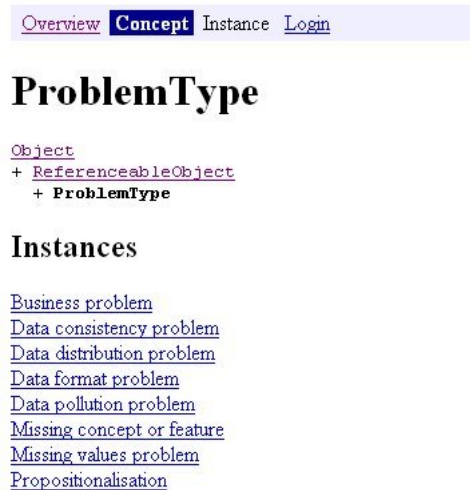 Overview Concept Instance Login
ProblemType
Object
+ ReferenceableObject
+ ProblemType
Instances
Business problem
Data consistency problem
Data distribution problem
Data format problem
Data pollution problem
Missing concept or feature
Missing values problem
Propositionalisation